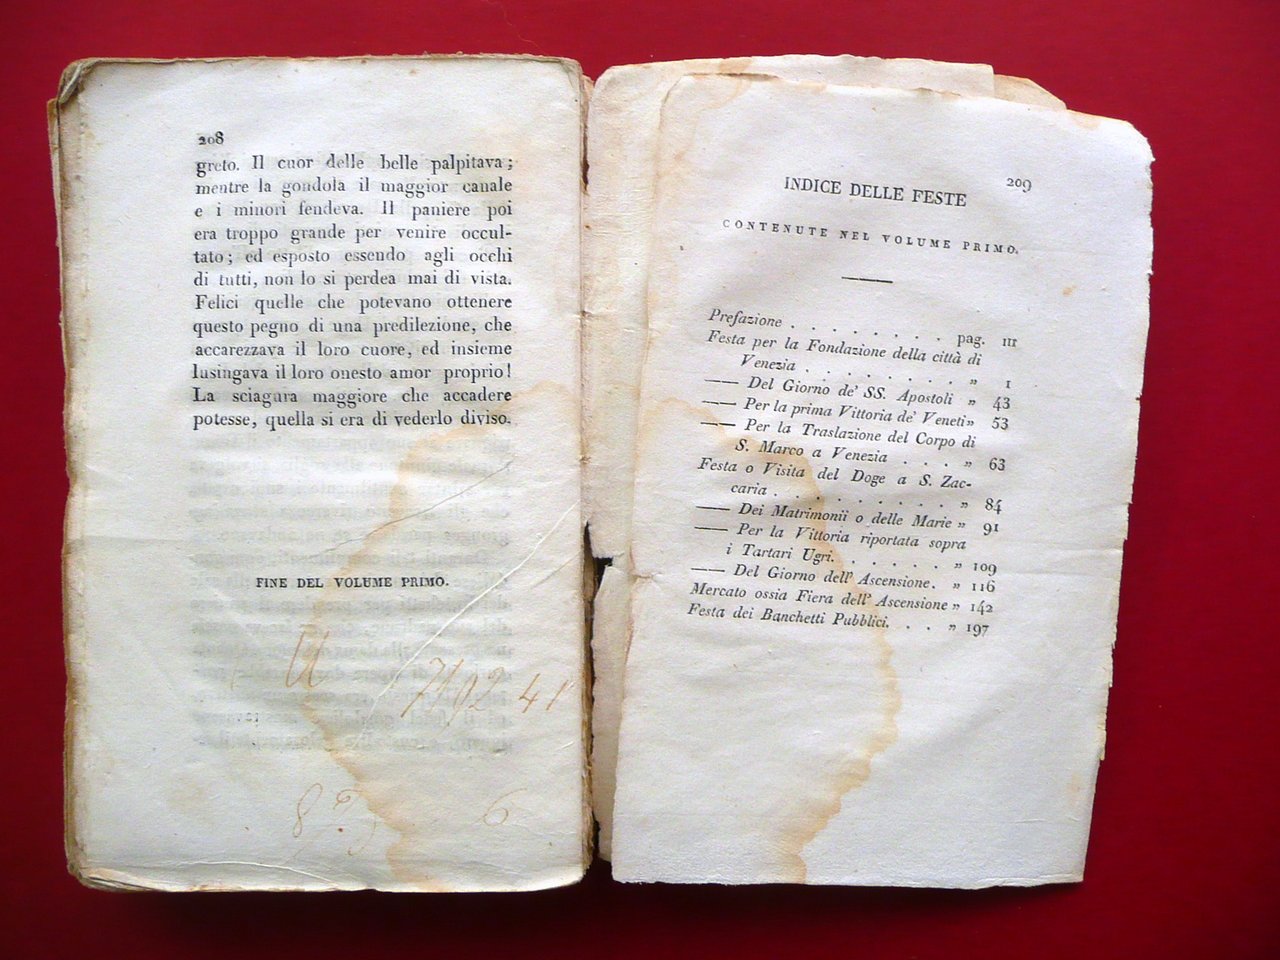 208
greto. Il cuor delle belle palpitava;
mentre la gondola il maggior canale
e i minori fendeva. Il paniere poi
era troppo grande per venire occul-
tato; ed esposto essendo agli occhi
di tutti, non lo si perdea mai di vista.
Felici quelle che potevano ottenere
questo pegno di una predilezione, che
accarezzava il loro cuore, ed insieme
lusingava il loro onesto amor proprio!
La sciagura maggiore che accadere
potesse, quella si era di vederlo diviso.
FINE DEL VOLUME PRIMO.
6
209
INDICE DELLE FESTE
CONTENUTE NEL VOLUME PRIMO.
Prefazione . . . . . . . . pag. III
Festa per la Fondazione della città di
Venezia . . . . . . . . „ 1
—— Del Giorno de' SS. Apostoli „ 43
—— Per la prima Vittoria de' Veneti „ 53
—— Per la Traslazione del Corpo di
S. Marco a Venezia . . . „ 63
Festa o Visita del Doge a S. Zac-
caria . . . . . . . . . „ 84
—— Dei Matrimonii o delle Marie „ 91
—— Per la Vittoria riportata sopra
i Tartari Ugri. . . . . . . „ 109
—— Del Giorno dell' Ascensione. „ 116
Mercato ossia Fiera dell' Ascensione „ 142
Festa dei Banchetti Pubblici. . . „ 197